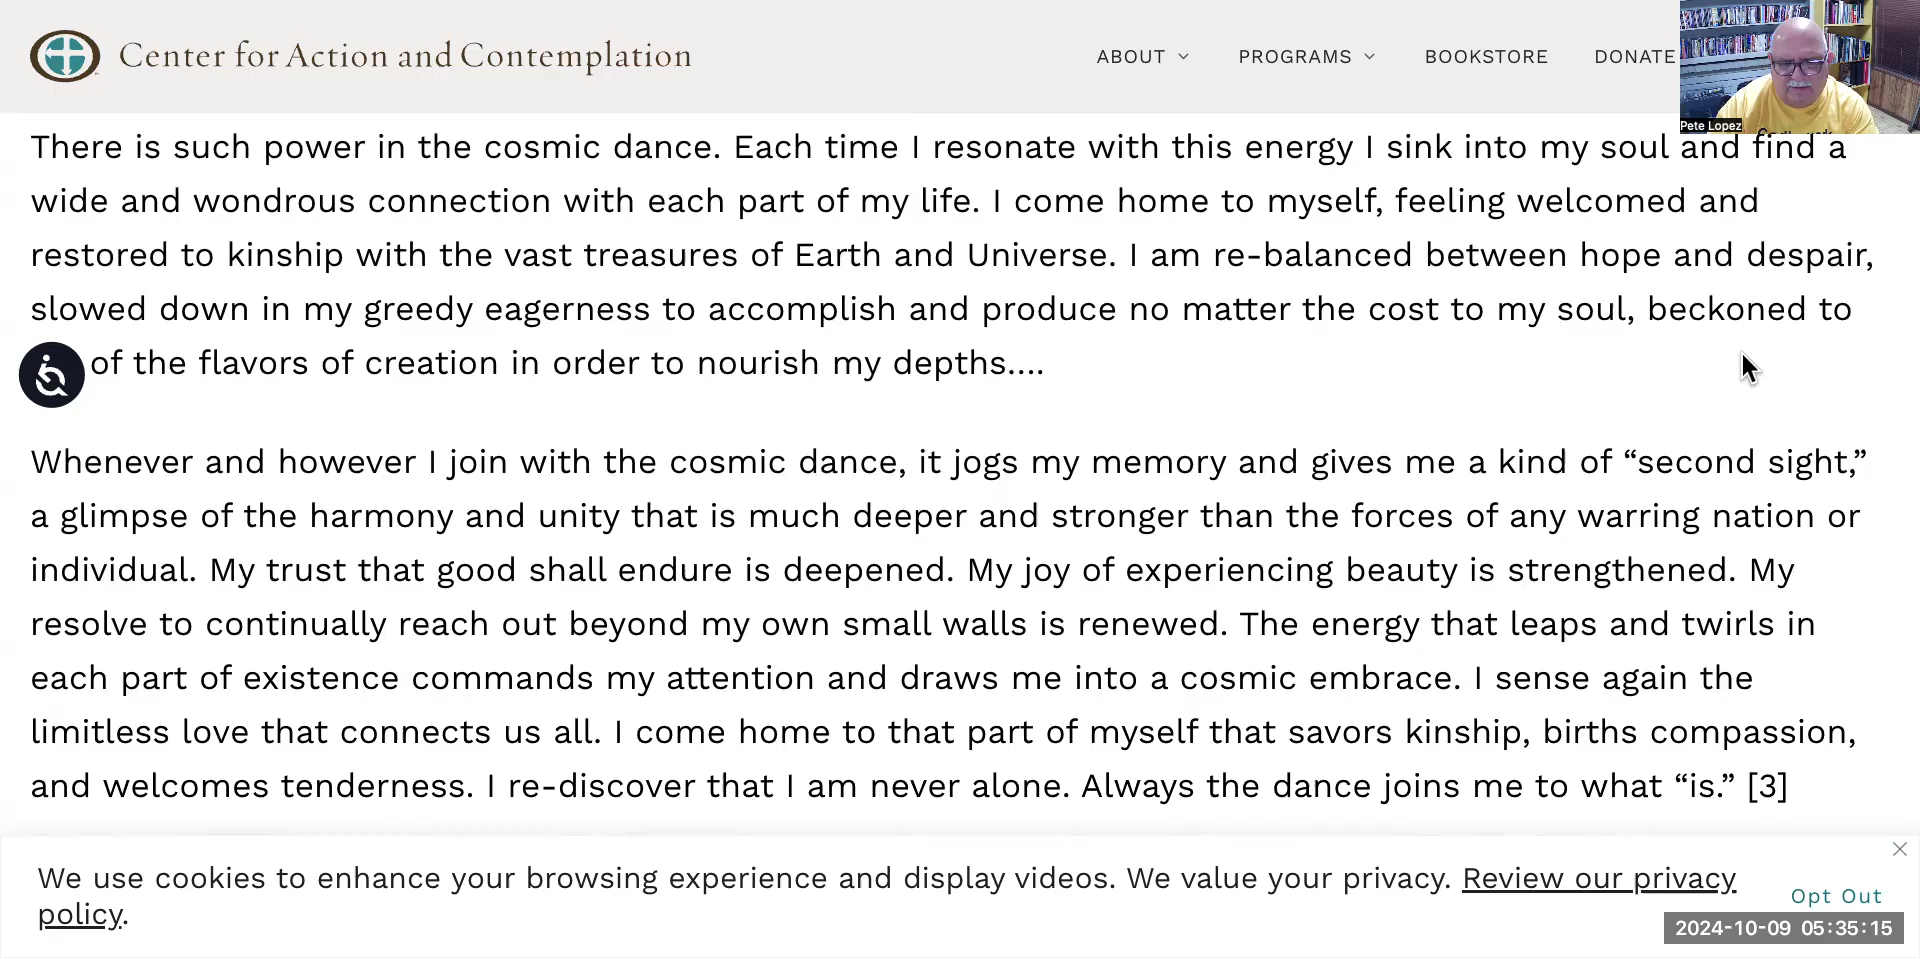 Center for Action and Contemplation
ABOUT PROGRAMS BOOKSTORE DONATE
Pete Lopez
There is such power in the cosmic dance. Each time I resonate with this energy I sink into my soul and find a
wide and wondrous connection with each part of my life. I come home to myself, feeling welcomed and
restored to kinship with the vast treasures of Earth and Universe. I am re-balanced between hope and despair,
slowed down in my greedy eagerness to accomplish and produce no matter the cost to my soul, beckoned to
of the flavors of creation in order to nourish my depths....
Whenever and however I join with the cosmic dance, it jogs my memory and gives me a kind of “second sight,”
a glimpse of the harmony and unity that is much deeper and stronger than the forces of any warring nation or
individual. My trust that good shall endure is deepened. My joy of experiencing beauty is strengthened. My
resolve to continually reach out beyond my own small walls is renewed. The energy that leaps and twirls in
each part of existence commands my attention and draws me into a cosmic embrace. I sense again the
limitless love that connects us all. I come home to that part of myself that savors kinship, births compassion,
and welcomes tenderness. I re-discover that I am never alone. Always the dance joins me to what “is.” [3]
We use cookies to enhance your browsing experience and display videos. We value your privacy. Review our privacy
policy.
Opt Out
2024-10-09 05:35:15